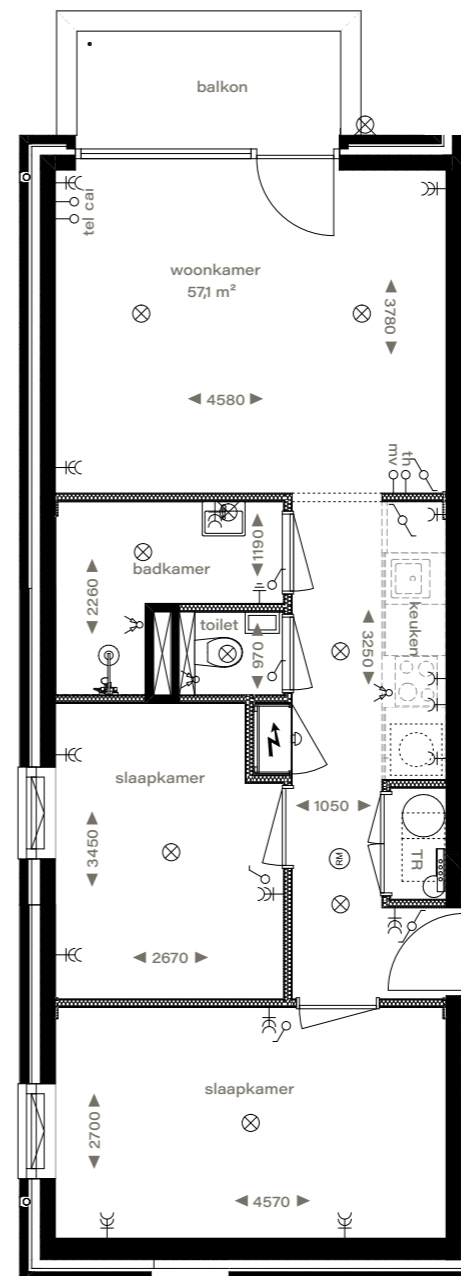 balkon
tel cai
woonkamer
57,1 m²
3780
4580
mv
th
badkamer
1190
2260
toilet
970
keuken
3250
slaapkamer
3450
2670
1050
RM
TR
slaapkamer
2700
4570